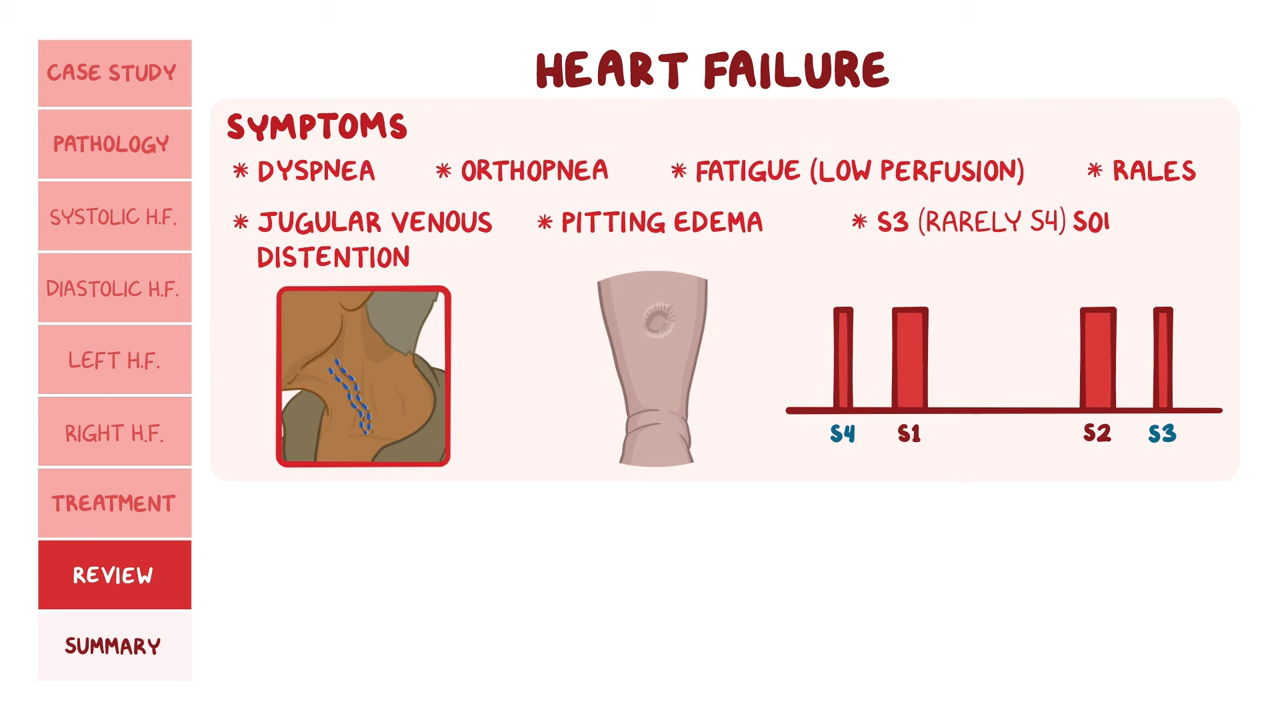 HEART FAILURE
CASE STUDY
PATHOLOGY
SYSTOLIC H.F.
DIASTOLIC H.F.
LEFT H.F.
RIGHT H.F.
TREATMENT
REVIEW
SUMMARY
SYMPTOMS
* DYSPNEA * ORTHOPNEA * FATIGUE (LOW PERFUSION) * RALES
* JUGULAR VENOUS * PITTING EDEMA * S3 (RARELY S4)
DISTENTION
S4 S1 S2 S3